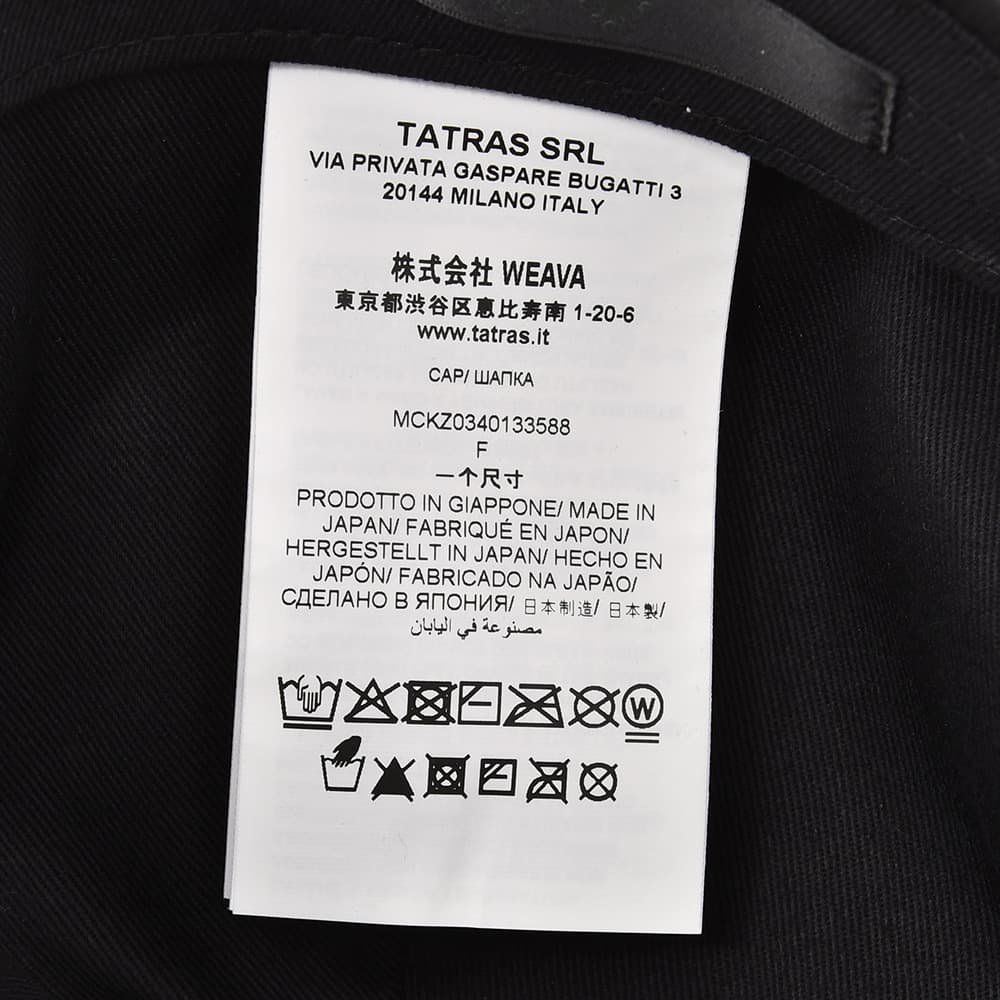 TATRAS SRL
VIA PRIVATA GASPARE BUGATTI 3
20144 MILANO ITALY
株式会社 WEAVA
東京都渋谷区恵比寿南 1-20-6
www.tatras.it
CAP/ ШАПКА
MCKZ0340133588
F
一个尺寸
PRODOTTO IN GIAPPONE/ MADE IN
JAPAN/ FABRIQUÉ EN JAPON/
HERGESTELLT IN JAPAN/ HECHO EN
JAPÓN/ FABRICADO NA JAPÃO/
СДЕЛАНО В ЯПОНИЯ/ 日本制造/ 日本製/
مصنوعة في اليابان
W